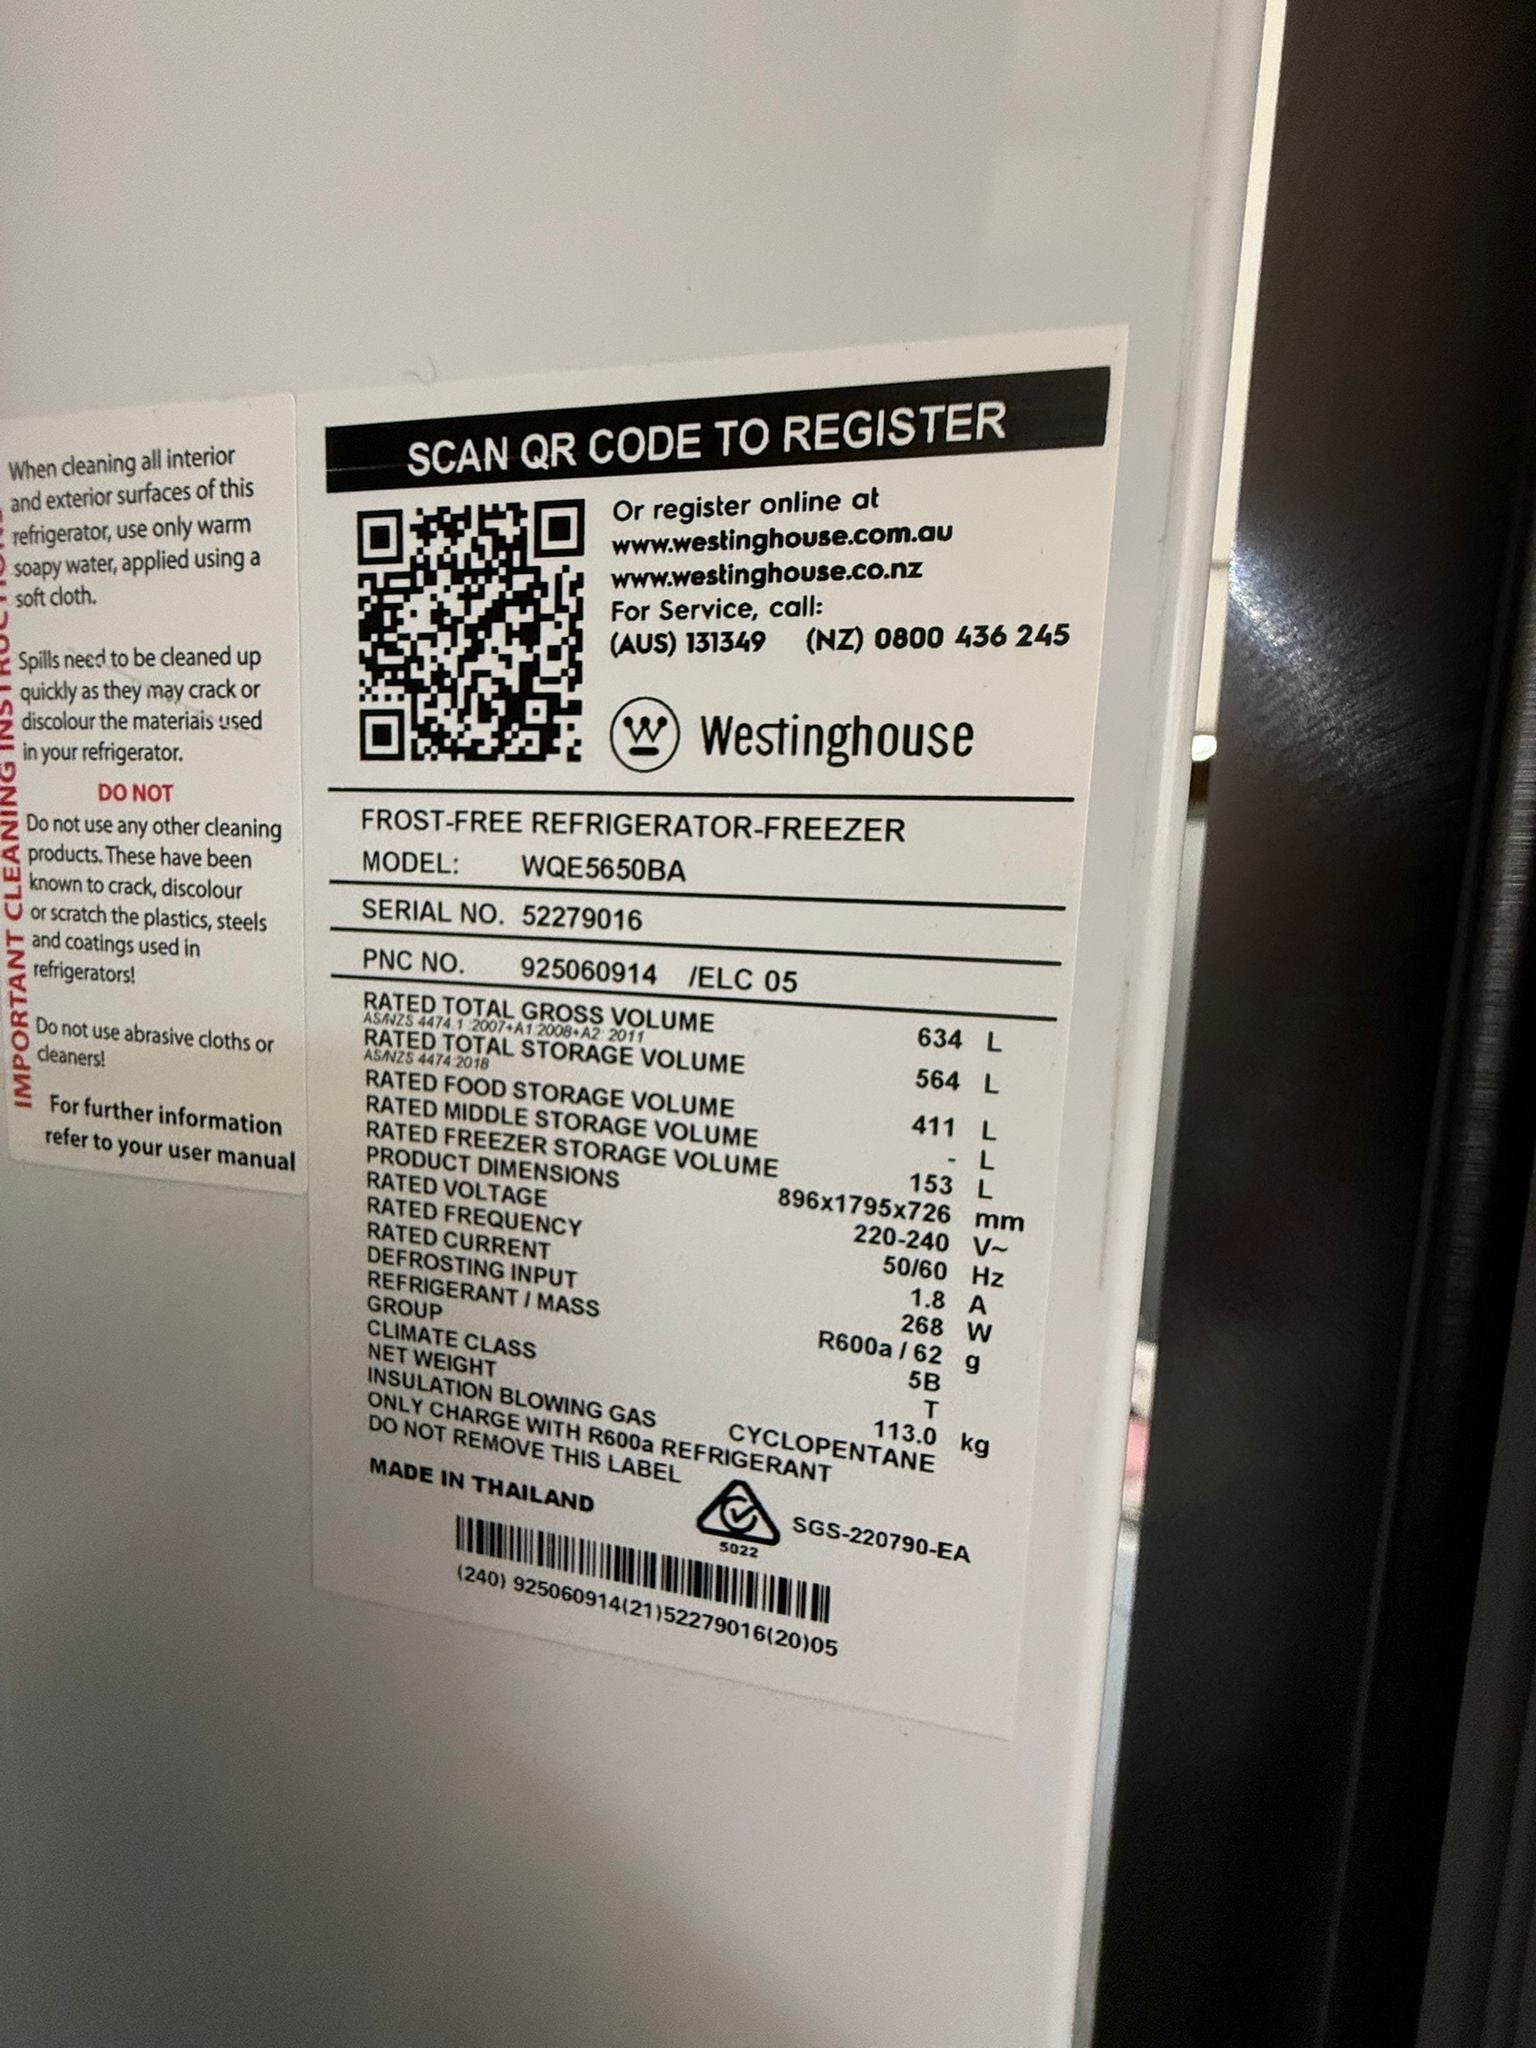 IMPORTANT CLEANING INSTRUCTIONS
When cleaning all interior
and exterior surfaces of this
refrigerator, use only warm
soapy water, applied using a
soft cloth.
Spills need to be cleaned up
quickly as they may crack or
discolour the materials used
in your refrigerator.
DO NOT
Do not use any other cleaning
products. These have been
known to crack, discolour
or scratch the plastics, steels
and coatings used in
refrigerators!
Do not use abrasive cloths or
cleaners!
For further information
refer to your user manual
SCAN QR CODE TO REGISTER
Or register online at
www.westinghouse.com.au
www.westinghouse.co.nz
For Service, call:
(AUS) 131349 (NZ) 0800 436 245
W Westinghouse
FROST-FREE REFRIGERATOR-FREEZER
MODEL: WQE5650BA
SERIAL NO. 52279016
PNC NO. 925060914 /ELC 05
RATED TOTAL GROSS VOLUME 634 L
AS/NZS 4474.1 :2007+A1:2008+A2: 2011
RATED TOTAL STORAGE VOLUME 564 L
AS/NZS 4474:2018
RATED FOOD STORAGE VOLUME 411 L
RATED MIDDLE STORAGE VOLUME - L
RATED FREEZER STORAGE VOLUME 153 L
PRODUCT DIMENSIONS 896x1795x726 mm
RATED VOLTAGE 220-240 V~
RATED FREQUENCY 50/60 Hz
RATED CURRENT 1.8 A
DEFROSTING INPUT 268 W
REFRIGERANT / MASS R600a / 62 g
GROUP 5B
CLIMATE CLASS T
NET WEIGHT 113.0 kg
INSULATION BLOWING GAS CYCLOPENTANE
ONLY CHARGE WITH R600a REFRIGERANT
DO NOT REMOVE THIS LABEL
MADE IN THAILAND
5022
SGS-220790-EA
(240) 925060914(21)52279016(20)05